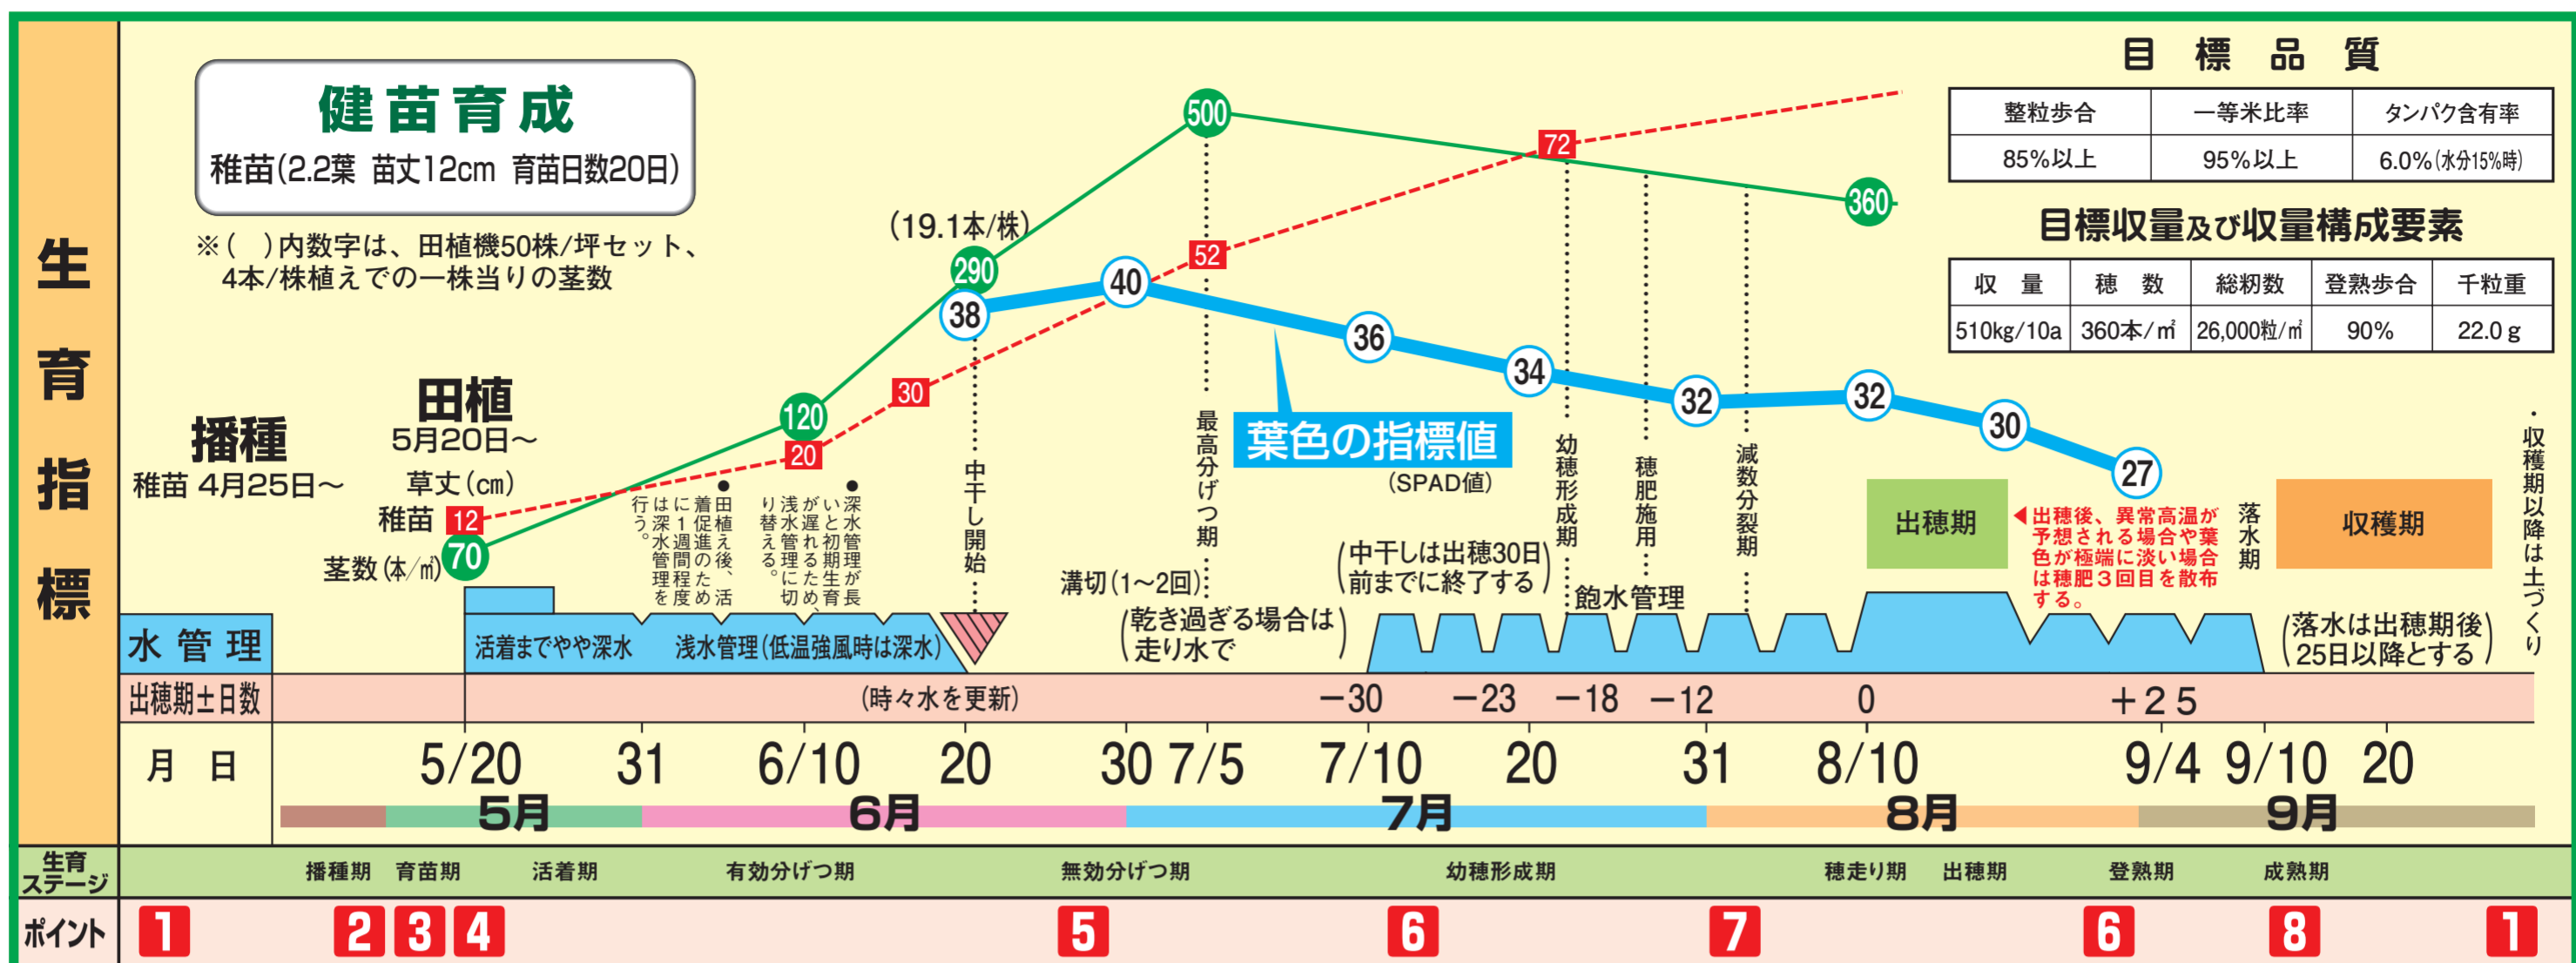 生育指標
健苗育成
稚苗(2.2葉 苗丈12cm 育苗日数20日)
※( )内数字は、田植機50株/坪セット、
4本/株植えでの一株当りの茎数
播種
稚苗 4月25日〜
田植
5月20日〜
草丈(㎝)
稚苗 12
茎数(本/㎡) 70
120
20
30
(19.1本/株)
290
38
40
500
52
72
360
36
34
32
32
30
27
葉色の指標値
(SPAD値)
●田植え後、活
着促進のため
に1週間程度
は深水管理を
行う。
●深水管理が長
いと初期生育
が遅れるため、
浅水管理に切
り替える。
中干し開始
最高分げつ期
幼穂形成期
穂肥施用
減数分裂期
溝切(1〜2回)
(乾き過ぎる場合は
走り水で)
(中干しは出穂30日
前までに終了する)
飽水管理
出穂期
◀出穂後、異常高温が
予想される場合や葉
色が極端に淡い場合
は穂肥3回目を散布
する。
落水期
収穫期
(落水は出穂期後
25日以降とする)
・収穫期以降は土づくり
目標品質
整粒歩合 一等米比率 タンパク含有率
85%以上 95%以上 6.0%(水分15%時)
目標収量及び収量構成要素
収 量 穂 数 総籾数 登熟歩合 千粒重
510kg/10a 360本/㎡ 26,000粒/㎡ 90% 22.0g
水管理
活着までやや深水 浅水管理(低温強風時は深水)
出穂期±日数 (時々水を更新) −30 −23 −18 −12 0 +25
月 日 5/20 31 6/10 20 30 7/5 7/10 20 31 8/10 9/4 9/10 20
5月 6月 7月 8月 9月
生育
ステージ
播種期 育苗期 活着期 有効分げつ期 無効分げつ期 幼穂形成期 穂走り期 出穂期 登熟期 成熟期
ポイント 1 2 3 4 5 6 7 6 8 1